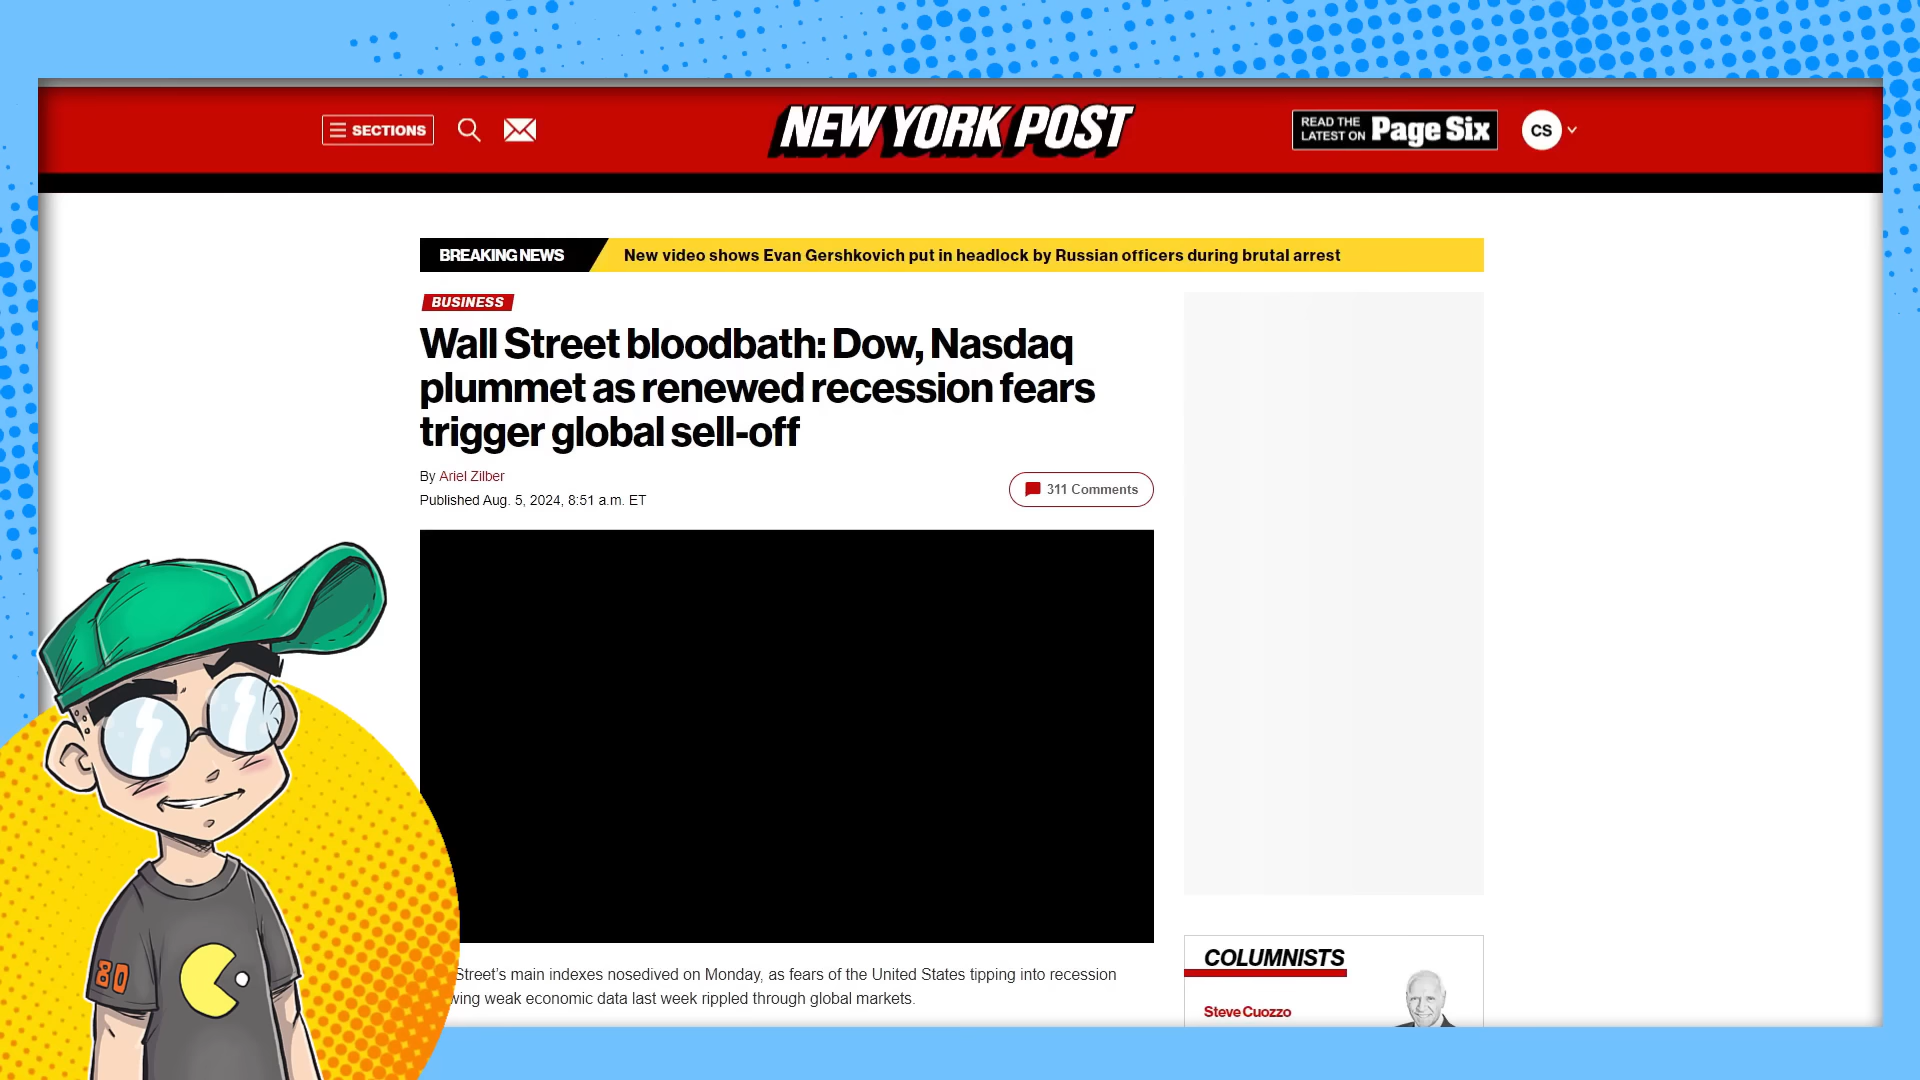 SECTIONS
NEW YORK POST
READ THE
LATEST ON
Page Six
CS
BREAKING NEWS
New video shows Evan Gershkovich put in headlock by Russian officers during brutal arrest
BUSINESS
Wall Street bloodbath: Dow, Nasdaq
plummet as renewed recession fears
trigger global sell-off
By Ariel Zilber
Published Aug. 5, 2024, 8:51 a.m. ET
311 Comments
Street's main indexes nosedived on Monday, as fears of the United States tipping into recession
weak economic data last week rippled through global markets.
COLUMNISTS
Steve Cuozzo
80